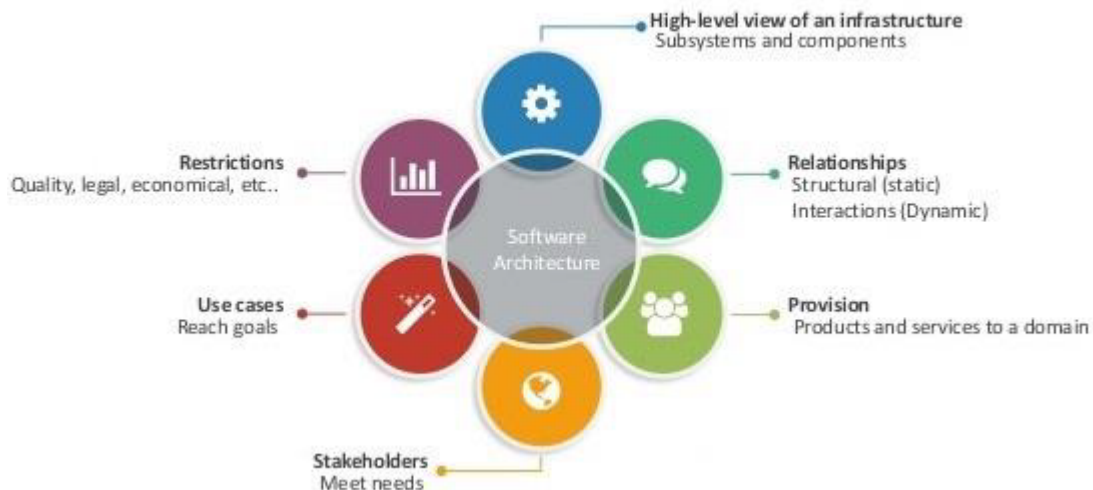 High-level view of an infrastructure
Subsystems and components
Restrictions
Quality, legal, economical, etc..
Relationships
Structural (static)
Interactions (Dynamic)
Software
Architecture
Use cases
Reach goals
Provision
Products and services to a domain
Stakeholders
Meet needs